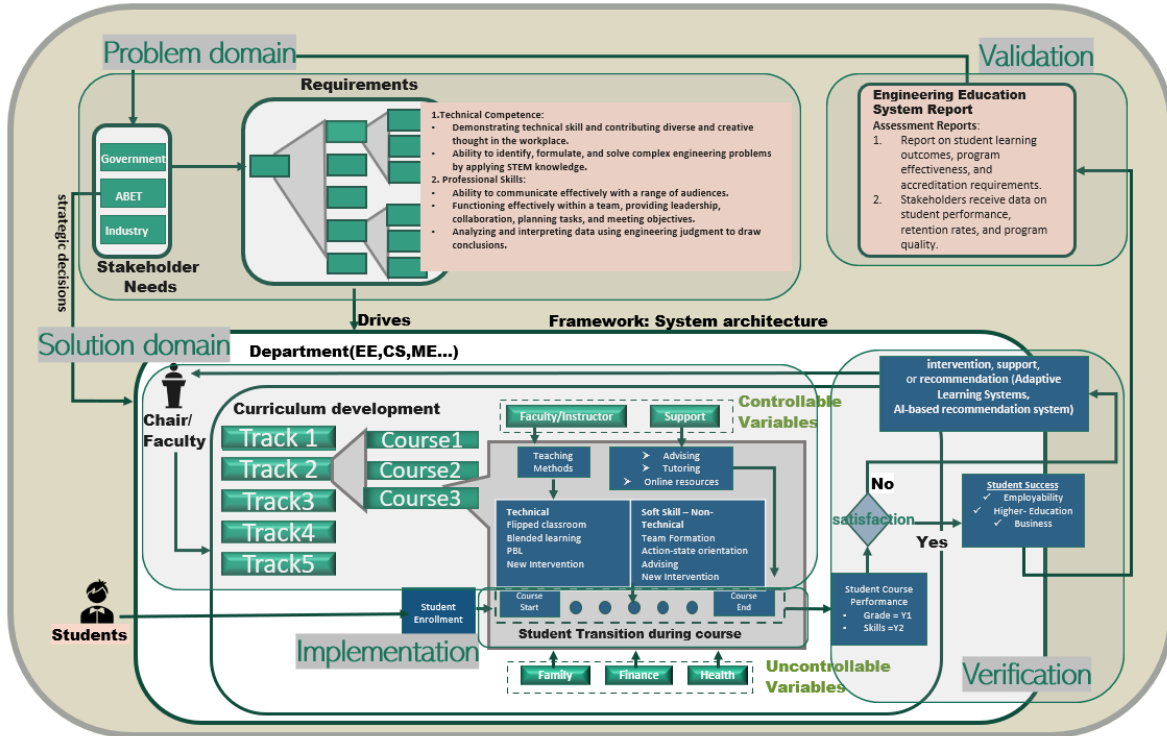 Problem domain
Validation
Requirements
Government
ABET
Industry
Stakeholder
Needs
strategic decisions
1.Technical Competence:
• Demonstrating technical skill and contributing diverse and creative
thought in the workplace.
• Ability to identify, formulate, and solve complex engineering problems
by applying STEM knowledge.
2. Professional Skills:
• Ability to communicate effectively with a range of audiences.
• Functioning effectively within a team, providing leadership,
collaboration, planning tasks, and meeting objectives.
• Analyzing and interpreting data using engineering judgment to draw
conclusions.
Engineering Education
System Report
Assessment Reports:
1. Report on student learning
outcomes, program
effectiveness, and
accreditation requirements.
2. Stakeholders receive data on
student performance,
retention rates, and program
quality.
Drives
Framework: System architecture
Solution domain
Department(EE,CS,ME...)
Chair/
Faculty
Curriculum development
Track 1
Track 2
Track3
Track4
Track5
Course1
Course2
Course3
Faculty/Instructor
Support
Controllable
Variables
Teaching
Methods
➢ Advising
➢ Tutoring
➢ Online resources
Technical
Flipped classroom
Blended learning
PBL
New Intervention
Soft Skill – Non-
Technical
Team Formation
Action-state orientation
Advising
New Intervention
intervention, support,
or recommendation (Adaptive
Learning Systems,
AI-based recommendation system)
No
satisfaction
Yes
Student Success
✓ Employability
✓ Higher- Education
✓ Business
Student Course
Performance
• Grade = Y1
• Skills =Y2
Students
Student
Enrollment
Course
Start
Course
End
Student Transition during course
Implementation
Family
Finance
Health
Uncontrollable
Variables
Verification